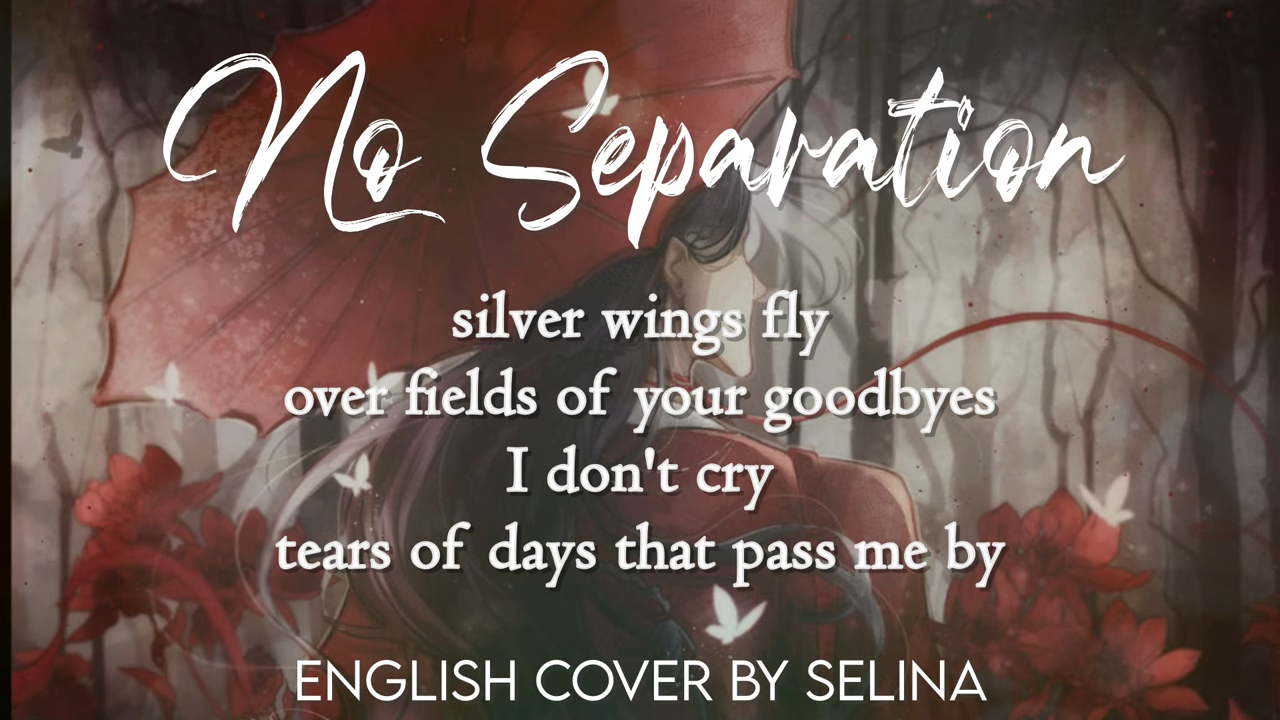 No Separation
silver wings fly
over fields of your goodbyes
I don't cry
tears of days that pass me by
ENGLISH COVER BY SELINA